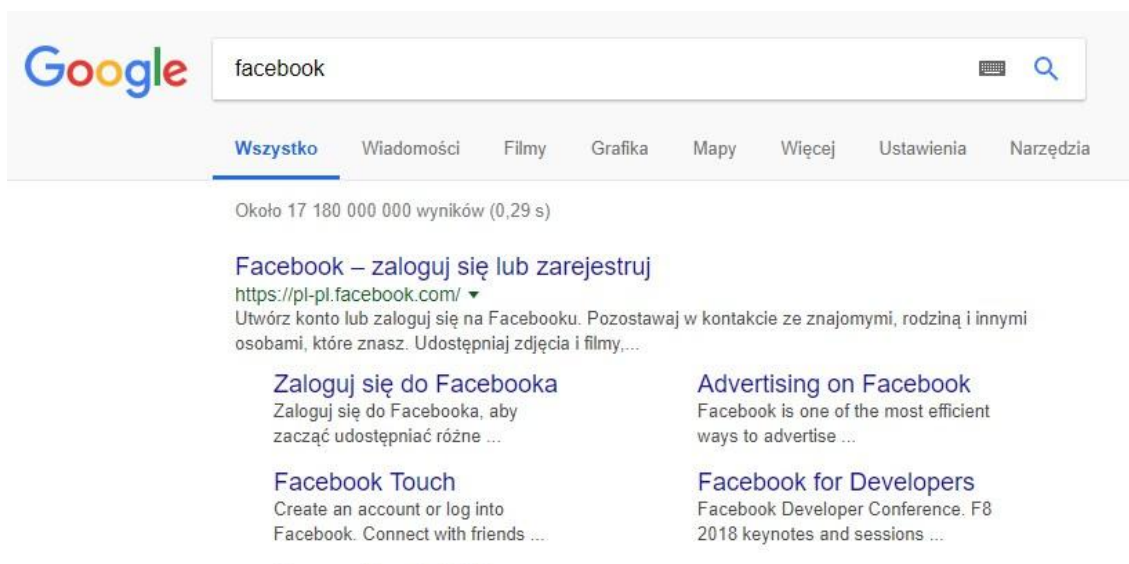 Google
facebook
Wszystko Wiadomości Filmy Grafika Mapy Więcej Ustawienia Narzędzia
Około 17 180 000 000 wyników (0,29 s)
Facebook – zaloguj się lub zarejestruj
https://pl-pl.facebook.com/
Utwórz konto lub zaloguj się na Facebooku. Pozostawaj w kontakcie ze znajomymi, rodziną i innymi
osobami, które znasz. Udostępniaj zdjęcia i filmy,...
Zaloguj się do Facebooka
Zaloguj się do Facebooka, aby
zacząć udostępniać różne ...
Advertising on Facebook
Facebook is one of the most efficient
ways to advertise ...
Facebook Touch
Create an account or log into
Facebook. Connect with friends ...
Facebook for Developers
Facebook Developer Conference. F8
2018 keynotes and sessions ...